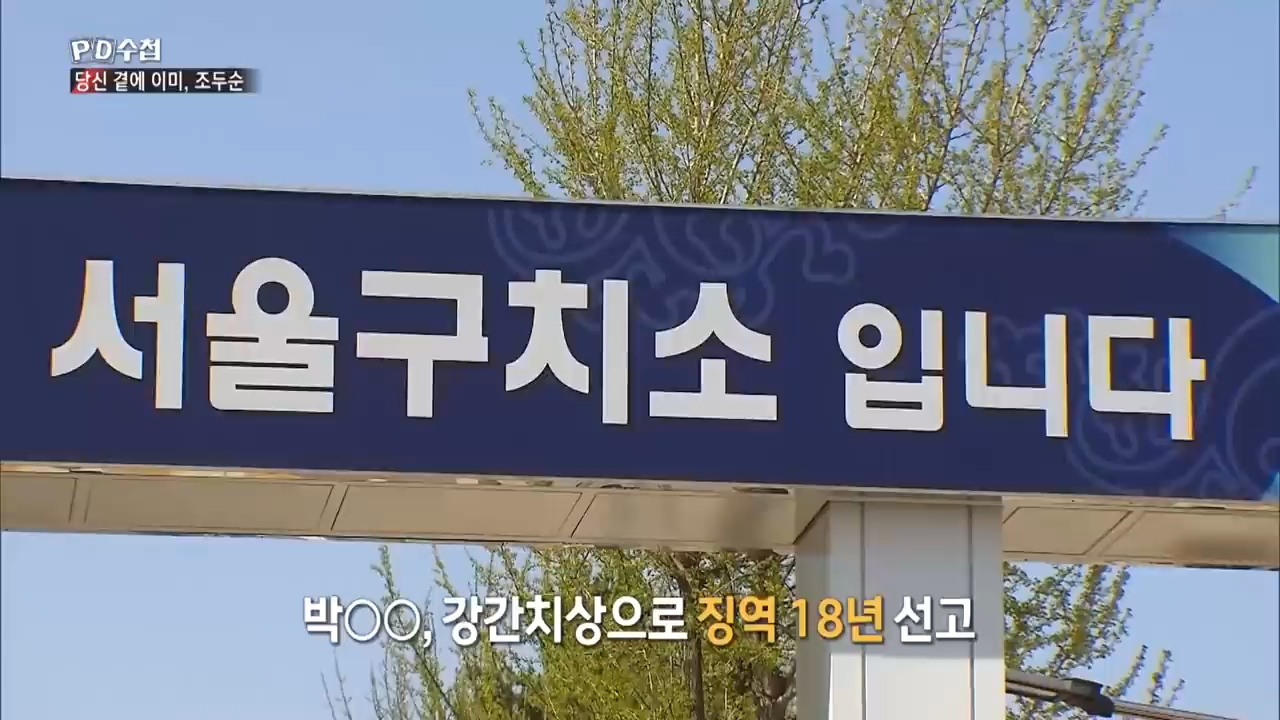 PD수첩
당신 곁에 이미, 조두순
서울구치소 입니다
박○○, 강간치상으로 징역 18년 선고